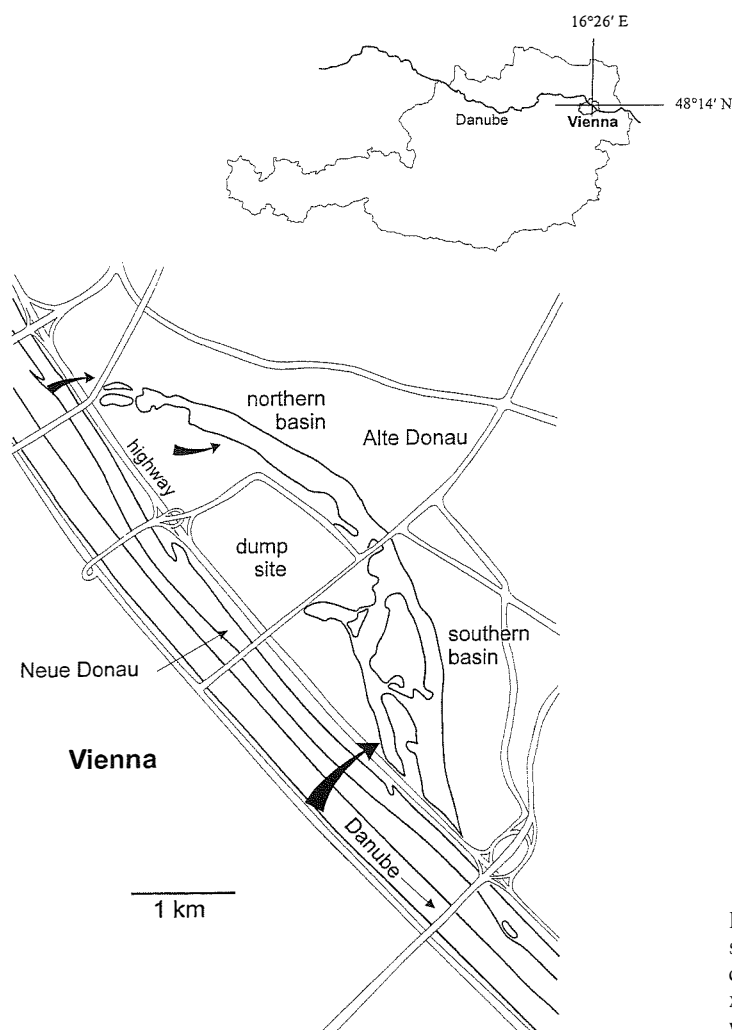 16°26′ E
48°14′ N
Danube
Vienna
northern
basin
Alte Donau
highway
dump
site
southern
basin
Neue Donau
Vienna
Danube
1 km